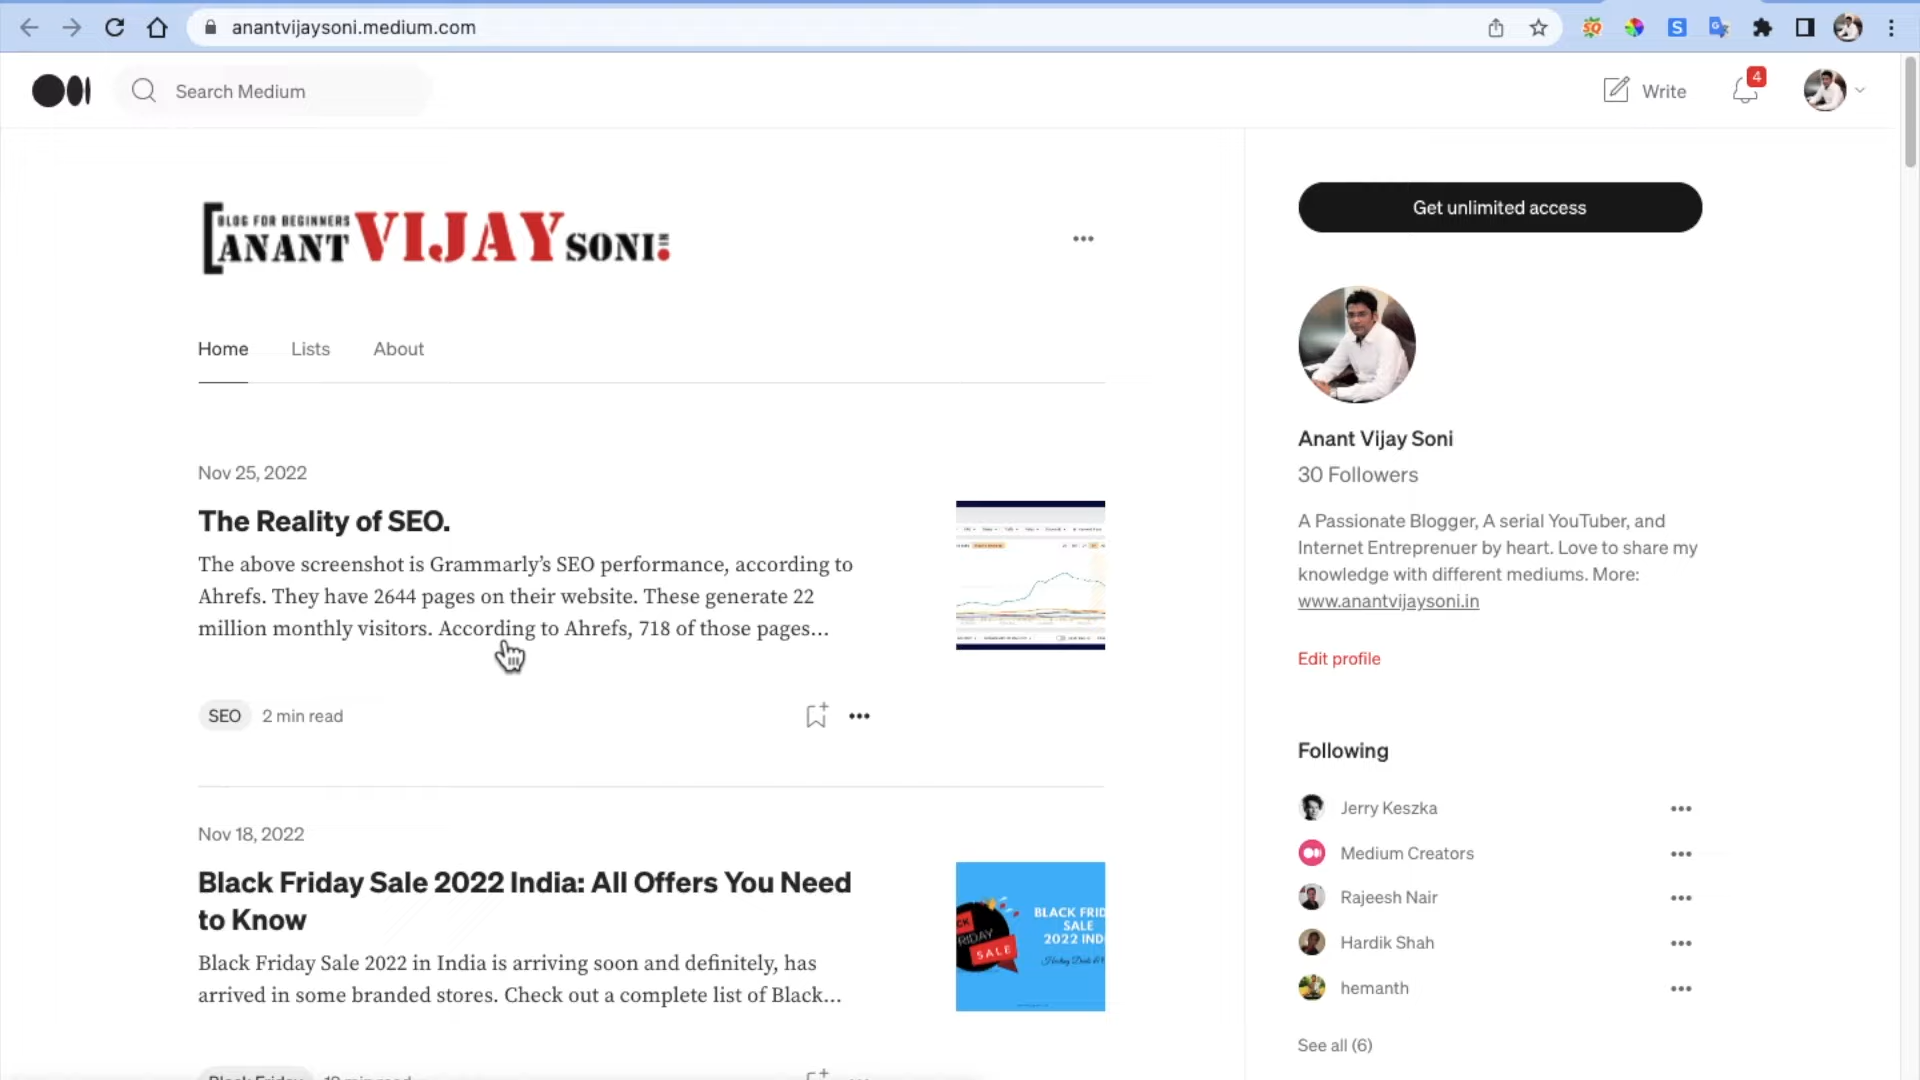 anantvijaysoni.medium.com
Search Medium
Write
4
BLOG FOR BEGINNERS
ANANT VIJAY SONI
Get unlimited access
Home Lists About
Anant Vijay Soni
30 Followers
A Passionate Blogger, A serial YouTuber, and
Internet Entreprenuer by heart. Love to share my
knowledge with different mediums. More:
www.anantvijaysoni.in
Edit profile
Nov 25, 2022
The Reality of SEO.
The above screenshot is Grammarly’s SEO performance, according to
Ahrefs. They have 2644 pages on their website. These generate 22
million monthly visitors. According to Ahrefs, 718 of those pages...
SEO 2 min read
Following
Jerry Keszka
Medium Creators
Rajeesh Nair
Hardik Shah
hemanth
See all (6)
Nov 18, 2022
Black Friday Sale 2022 India: All Offers You Need
to Know
Black Friday Sale 2022 in India is arriving soon and definitely, has
arrived in some branded stores. Check out a complete list of Black...
BLACK FRID
SALE
2022 INDI
SALE